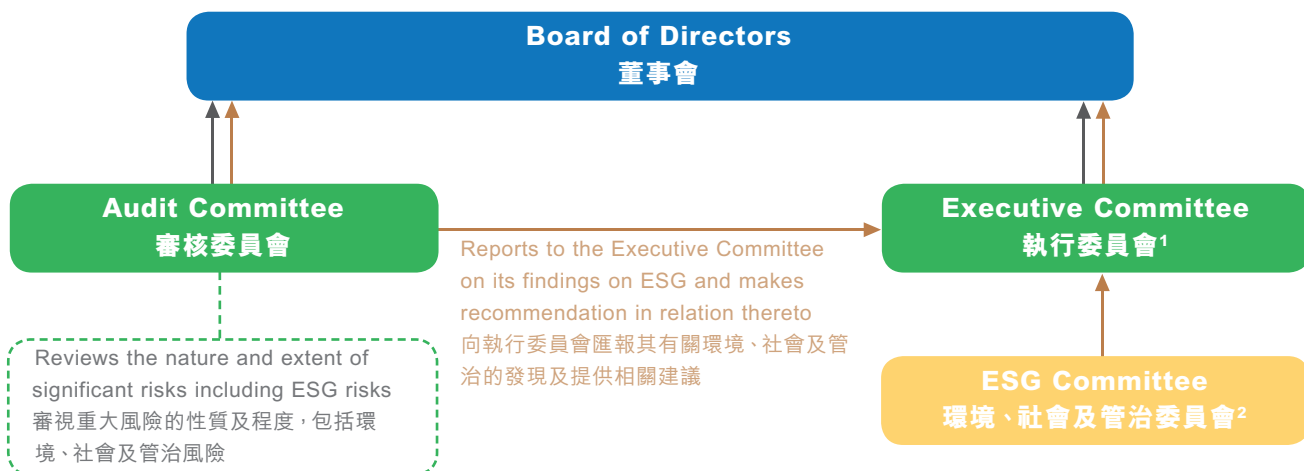 Board of Directors
董事會
Audit Committee
審核委員會
Executive Committee
執行委員會¹
Reports to the Executive Committee
on its findings on ESG and makes
recommendation in relation thereto
向執行委員會匯報其有關環境、社會及管
治的發現及提供相關建議
Reviews the nature and extent of
significant risks including ESG risks
審視重大風險的性質及程度，包括環
境、社會及管治風險
ESG Committee
環境、社會及管治委員會²